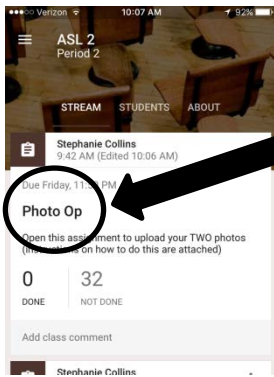 Verizon 10:07 AM 92%
ASL 2
Period 2
STREAM STUDENTS ABOUT
Stephanie Collins
9:42 AM (Edited 10:06 AM)
Due Friday, PM
Photo Op
Open this assignment to upload your TWO photos
(instructions on how to do this are attached)
0 32
DONE NOT DONE
Add class comment
Stephanie Collins